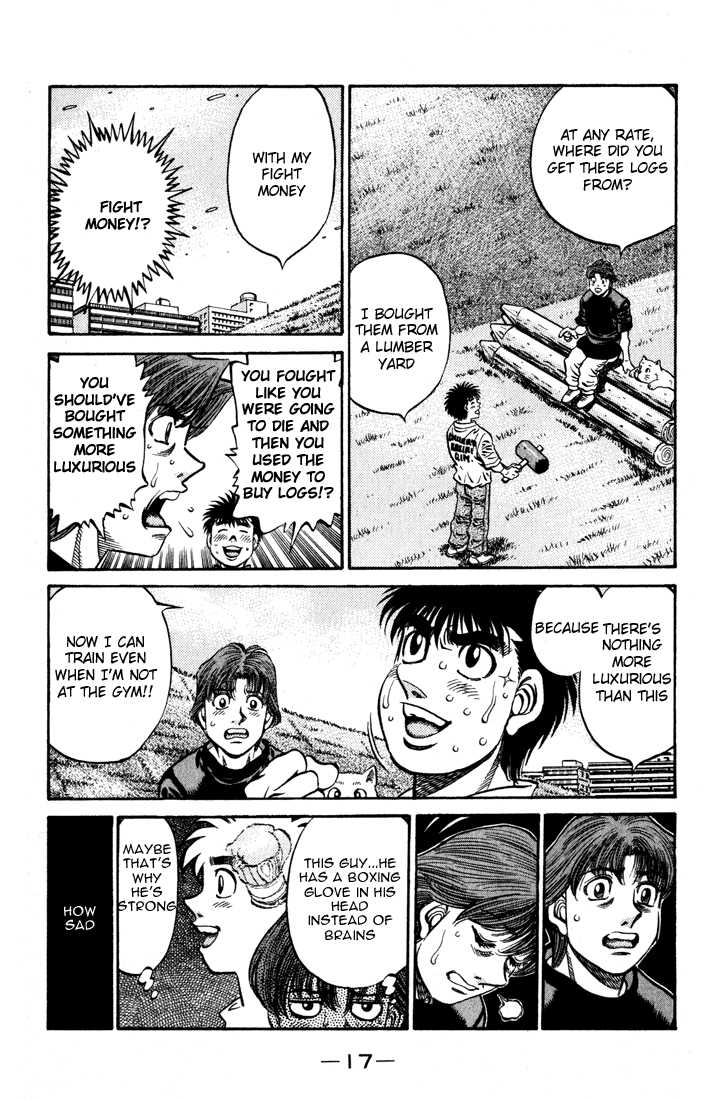 AT ANY RATE,
WHERE DID YOU
GET THESE LOGS
FROM?
I BOUGHT
THEM FROM
A LUMBER
YARD
WITH MY
FIGHT
MONEY
FIGHT
MONEY!?
YOU FOUGHT
LIKE YOU
WERE GOING
TO DIE AND
THEN YOU
USED THE
MONEY TO
BUY LOGS!?
YOU
SHOULD'VE
BOUGHT
SOMETHING
MORE
LUXURIOUS
BECAUSE THERE'S
NOTHING
MORE
LUXURIOUS
THAN THIS
NOW I CAN
TRAIN EVEN
WHEN I'M NOT
AT THE GYM!!
THIS GUY...HE
HAS A BOXING
GLOVE IN HIS
HEAD
INSTEAD OF
BRAINS
MAYBE
THAT'S
WHY
HE'S
STRONG
HOW
SAD
—17—